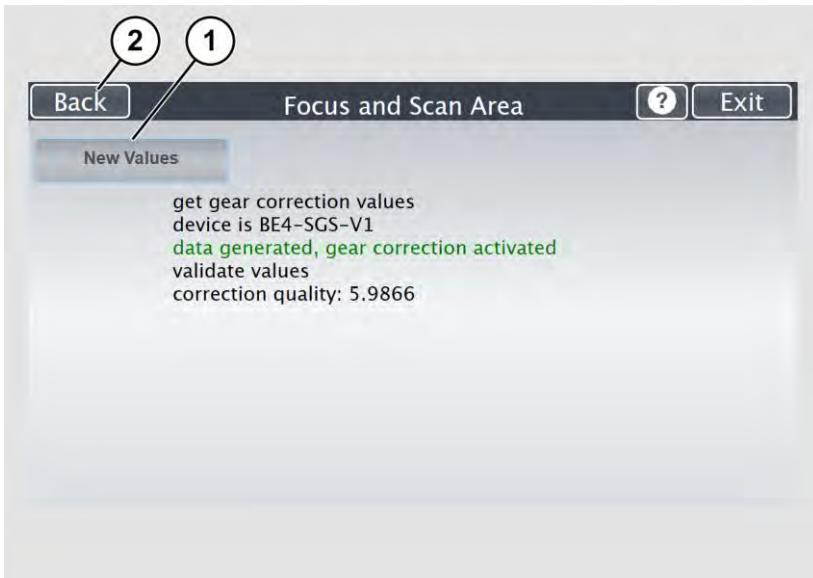 2 1
Back Focus and Scan Area ? Exit
New Values
get gear correction values
device is BE4-SGS-V1
data generated, gear correction activated
validate values
correction quality: 5.9866